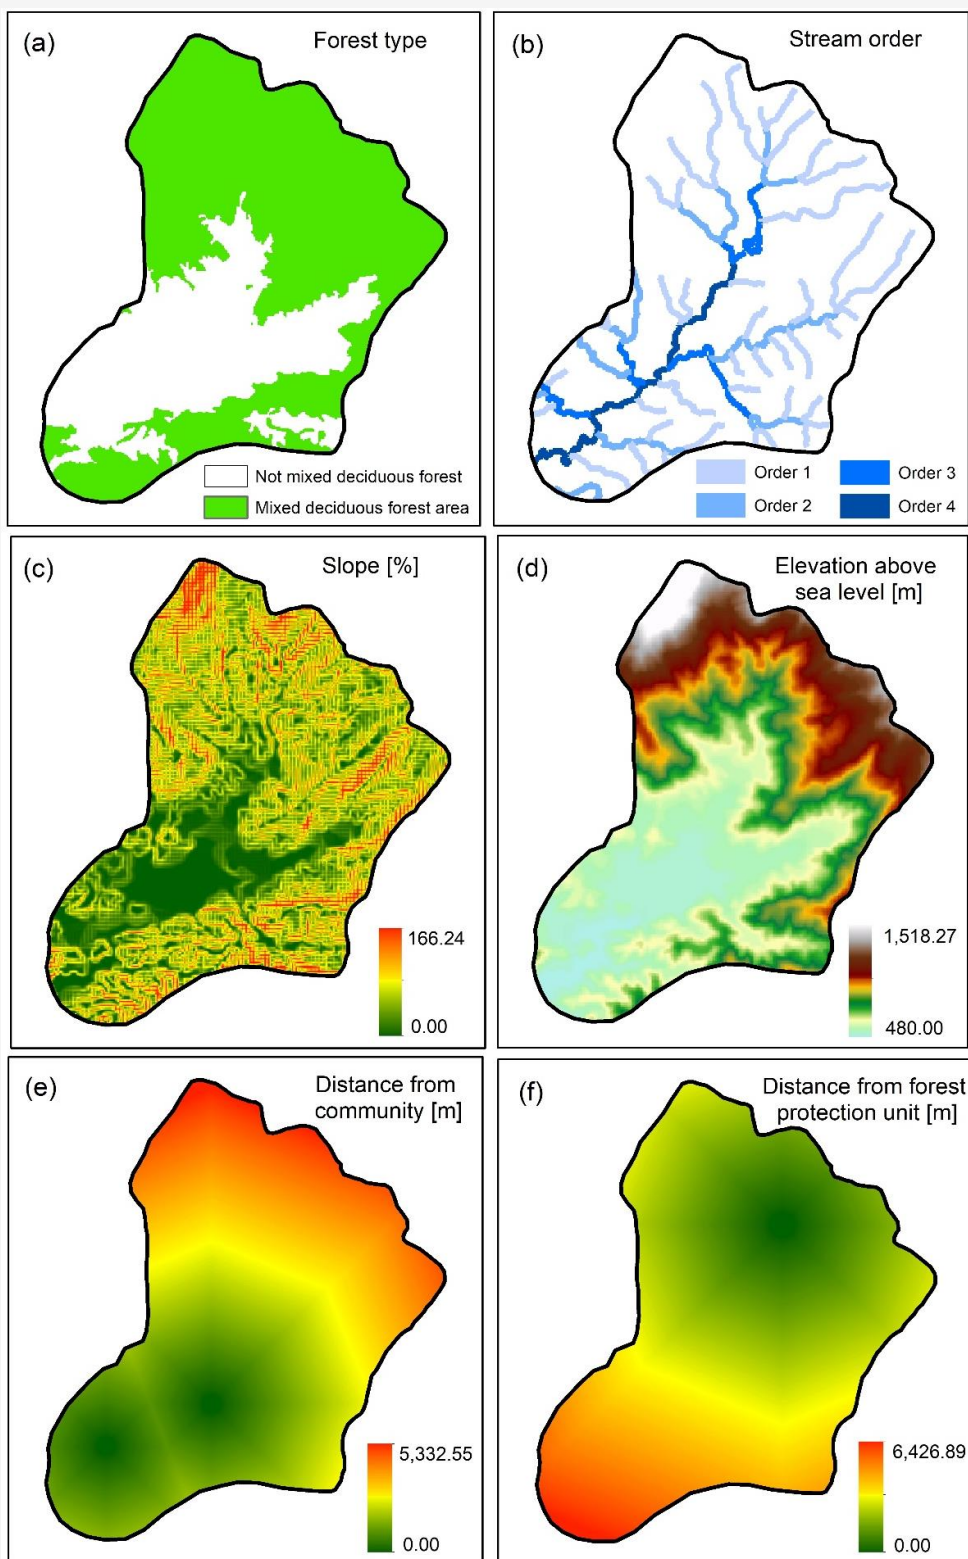 (a)
Forest type
Not mixed deciduous forest
Mixed deciduous forest area
(b)
Stream order
Order 1
Order 3
Order 2
Order 4
(c)
Slope [%]
166.24
0.00
(d)
Elevation above
sea level [m]
1,518.27
480.00
(e)
Distance from
community [m]
5,332.55
0.00
(f)
Distance from forest
protection unit [m]
6,426.89
0.00